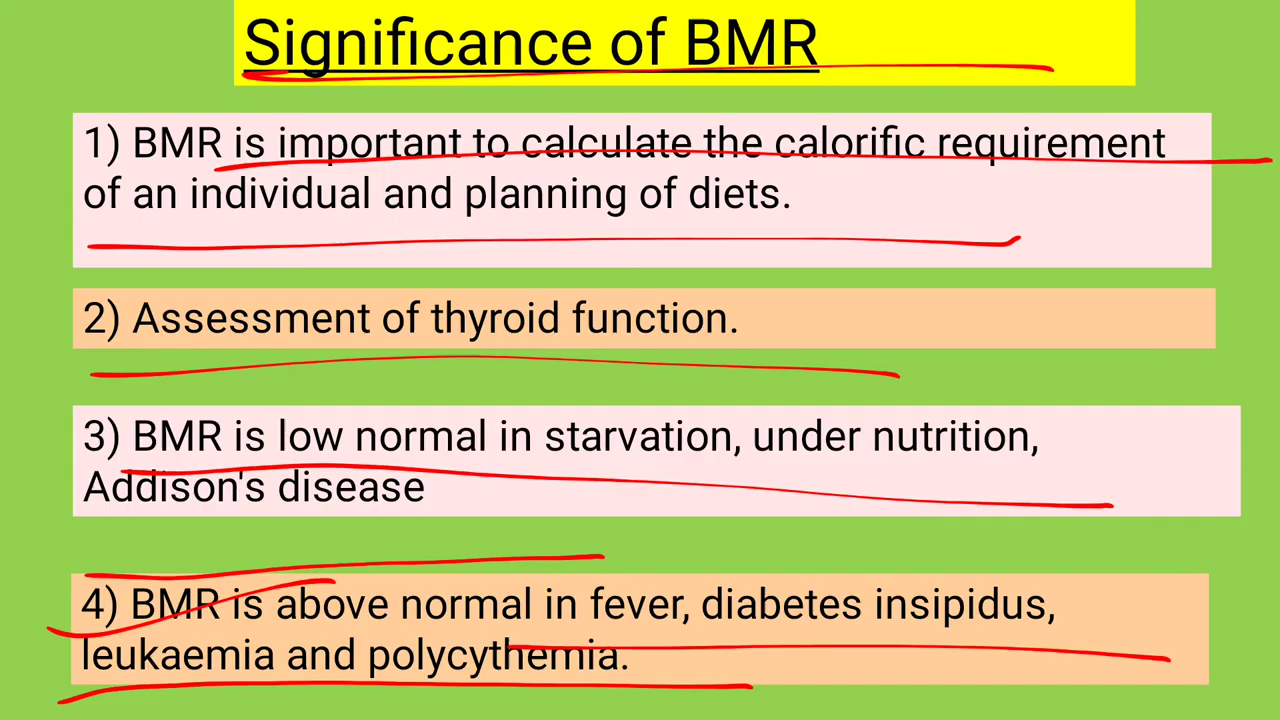 Significance of BMR
1) BMR is important to calculate the calorific requirement
of an individual and planning of diets.
2) Assessment of thyroid function.
3) BMR is low normal in starvation, under nutrition,
Addison's disease
4) BMR is above normal in fever, diabetes insipidus,
leukaemia and polycythemia.